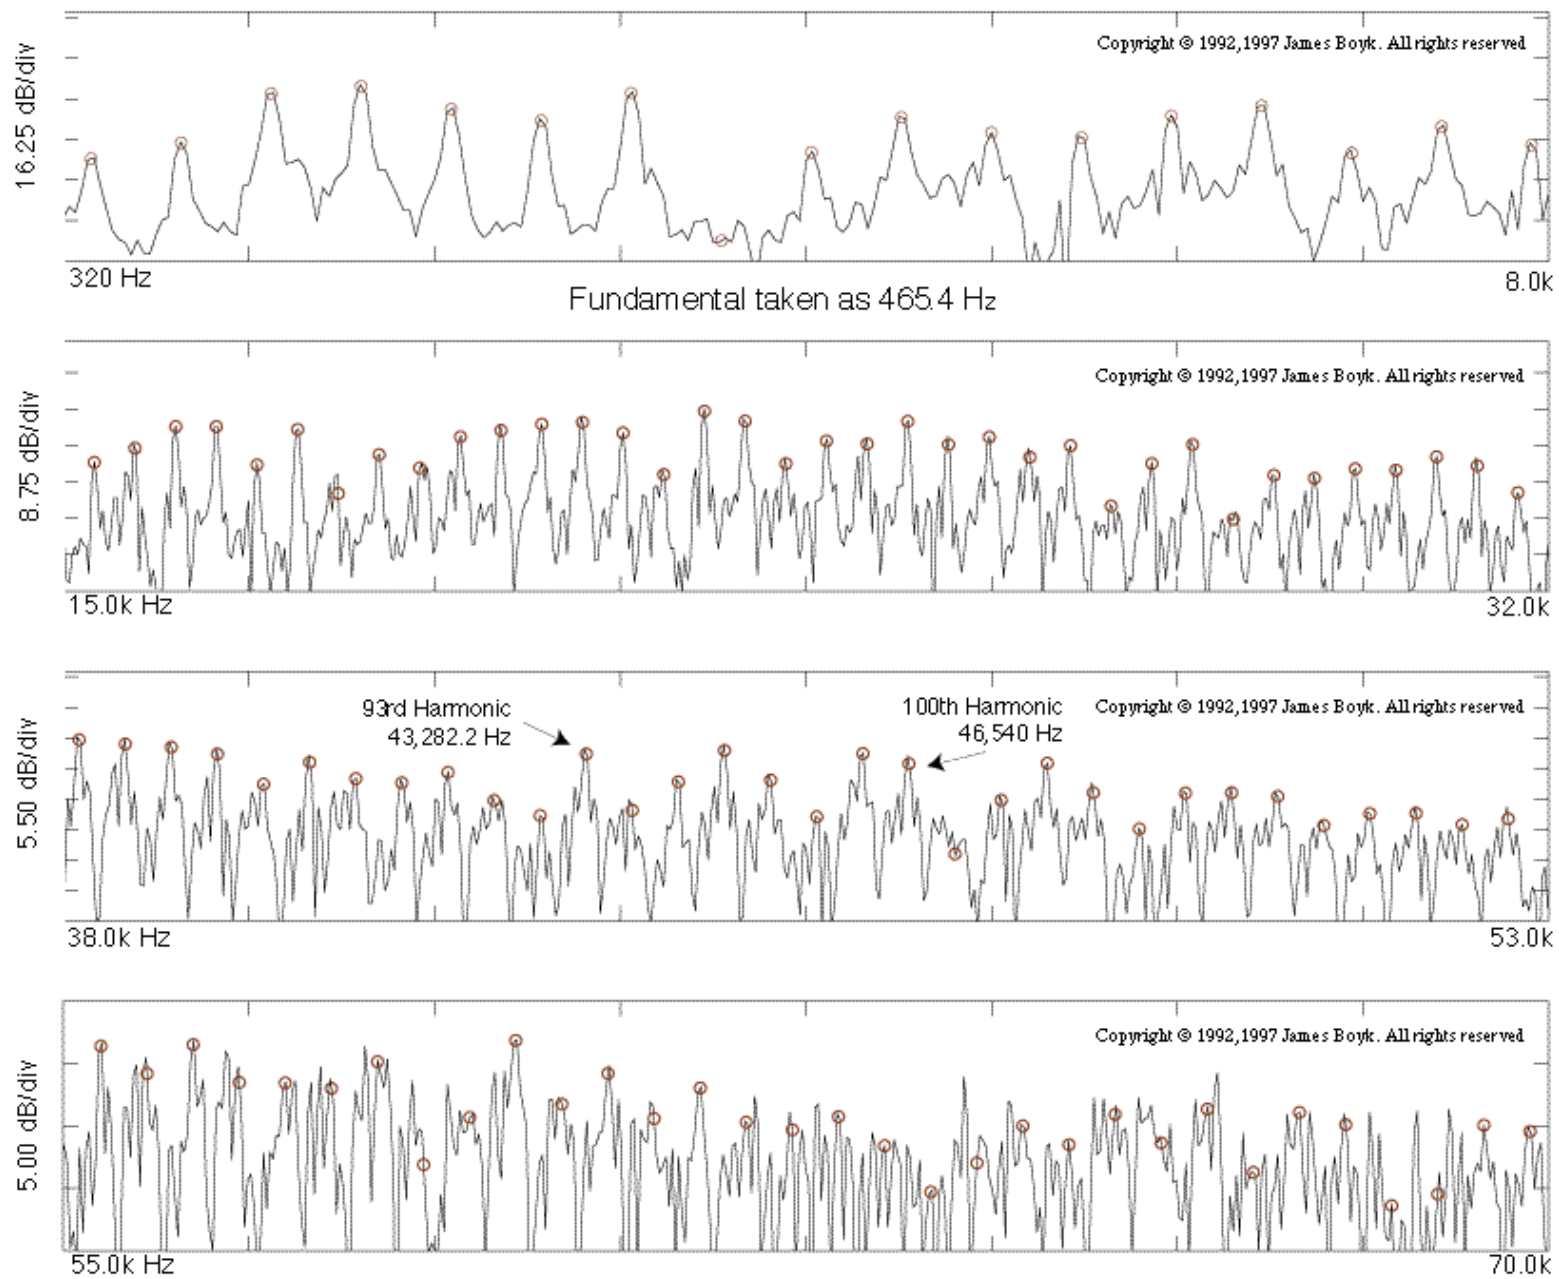 16.25 dB/div
Copyright © 1992,1997 James Boyk. All rights reserved
320 Hz
8.0k
Fundamental taken as 465.4 Hz
8.75 dB/div
Copyright © 1992,1997 James Boyk. All rights reserved
15.0k Hz
32.0k
5.50 dB/div
93rd Harmonic
43,282.2 Hz
100th Harmonic
46,540 Hz
Copyright © 1992,1997 James Boyk. All rights reserved
38.0k Hz
53.0k
5.00 dB/div
Copyright © 1992,1997 James Boyk. All rights reserved
55.0k Hz
70.0k